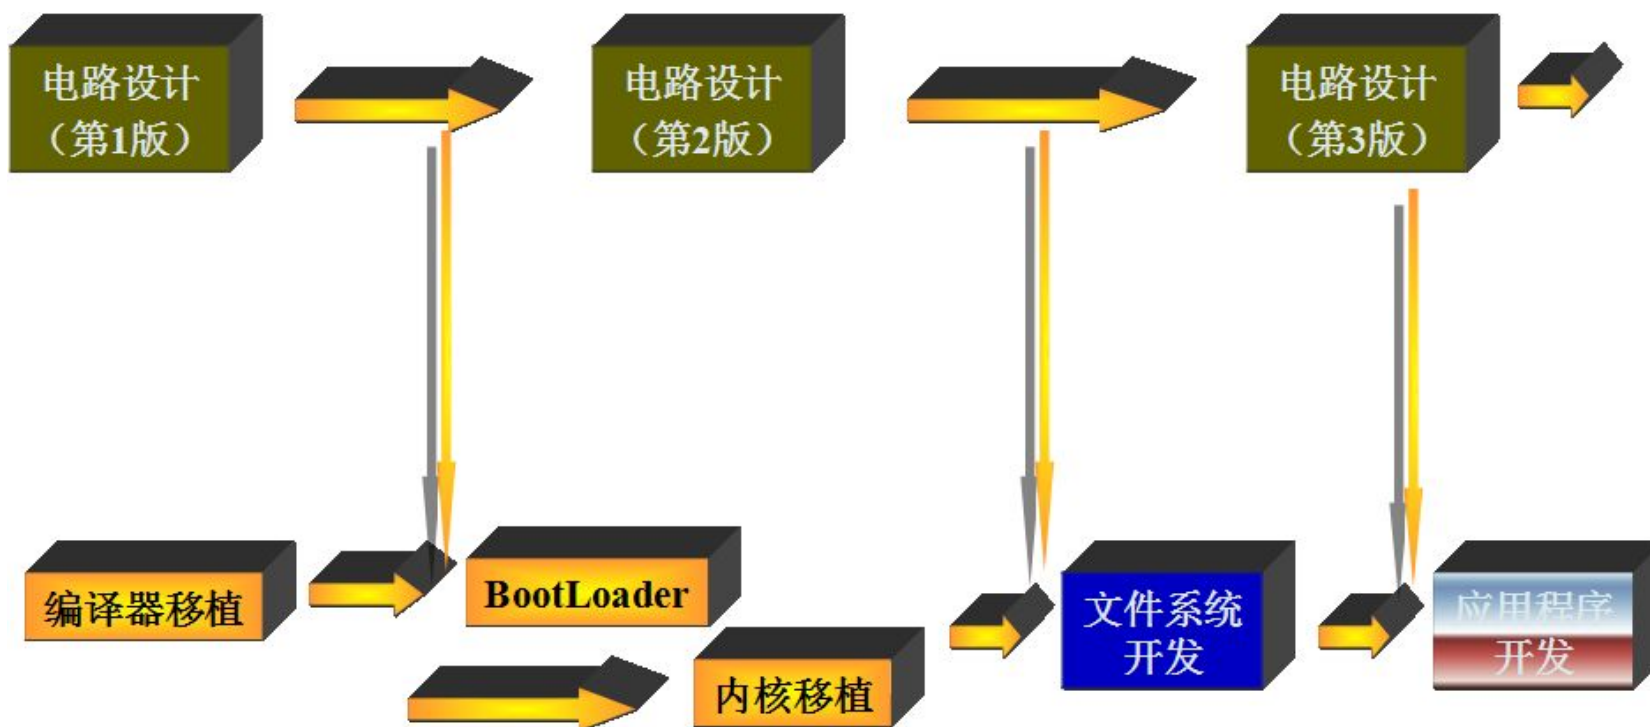 电路设计
（第1版）
电路设计
（第2版）
电路设计
（第3版）
编译器移植
BootLoader
内核移植
文件系统
开发
应用程序
开发